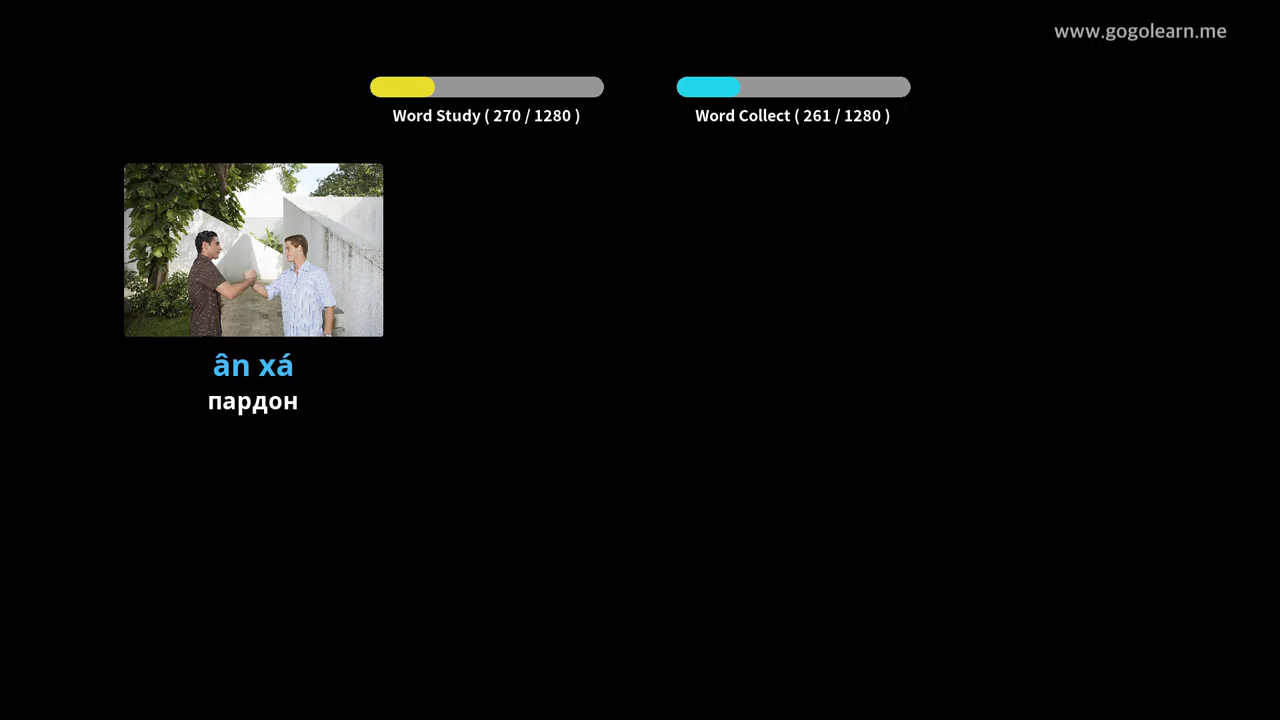 www.gogolearn.me
Word Study ( 270 / 1280 )
Word Collect ( 261 / 1280 )
ân xá
пардон